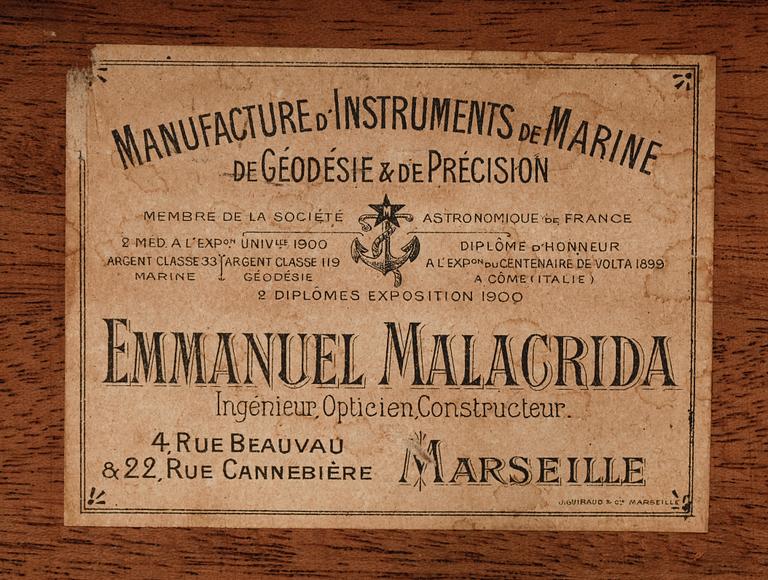 MANUFACTURE D'INSTRUMENTS DE MARINE
DE GÉODÉSIE & DE PRÉCISION
MEMBRE DE LA SOCIÉTÉ M ASTRONOMIQUE DE FRANCE
2 MED. A L'EXPON UNIVLLE 1900
ARGENT CLASSE 33 ARGENT CLASSE 119
MARINE GÉODÉSIE
DIPLÔME D'HONNEUR
A L'EXPON DU CENTENAIRE DE VOLTA 1899
A CÔME (ITALIE)
2 DIPLÔMES EXPOSITION 1900
EMMANUEL MALAGRIDA
Ingénieur, Opticien, Constructeur.
4, RUE BEAUVAU
& 22, RUE CANNEBIÈRE
MARSEILLE
J. GUIRAUD & CIE MARSEILLE